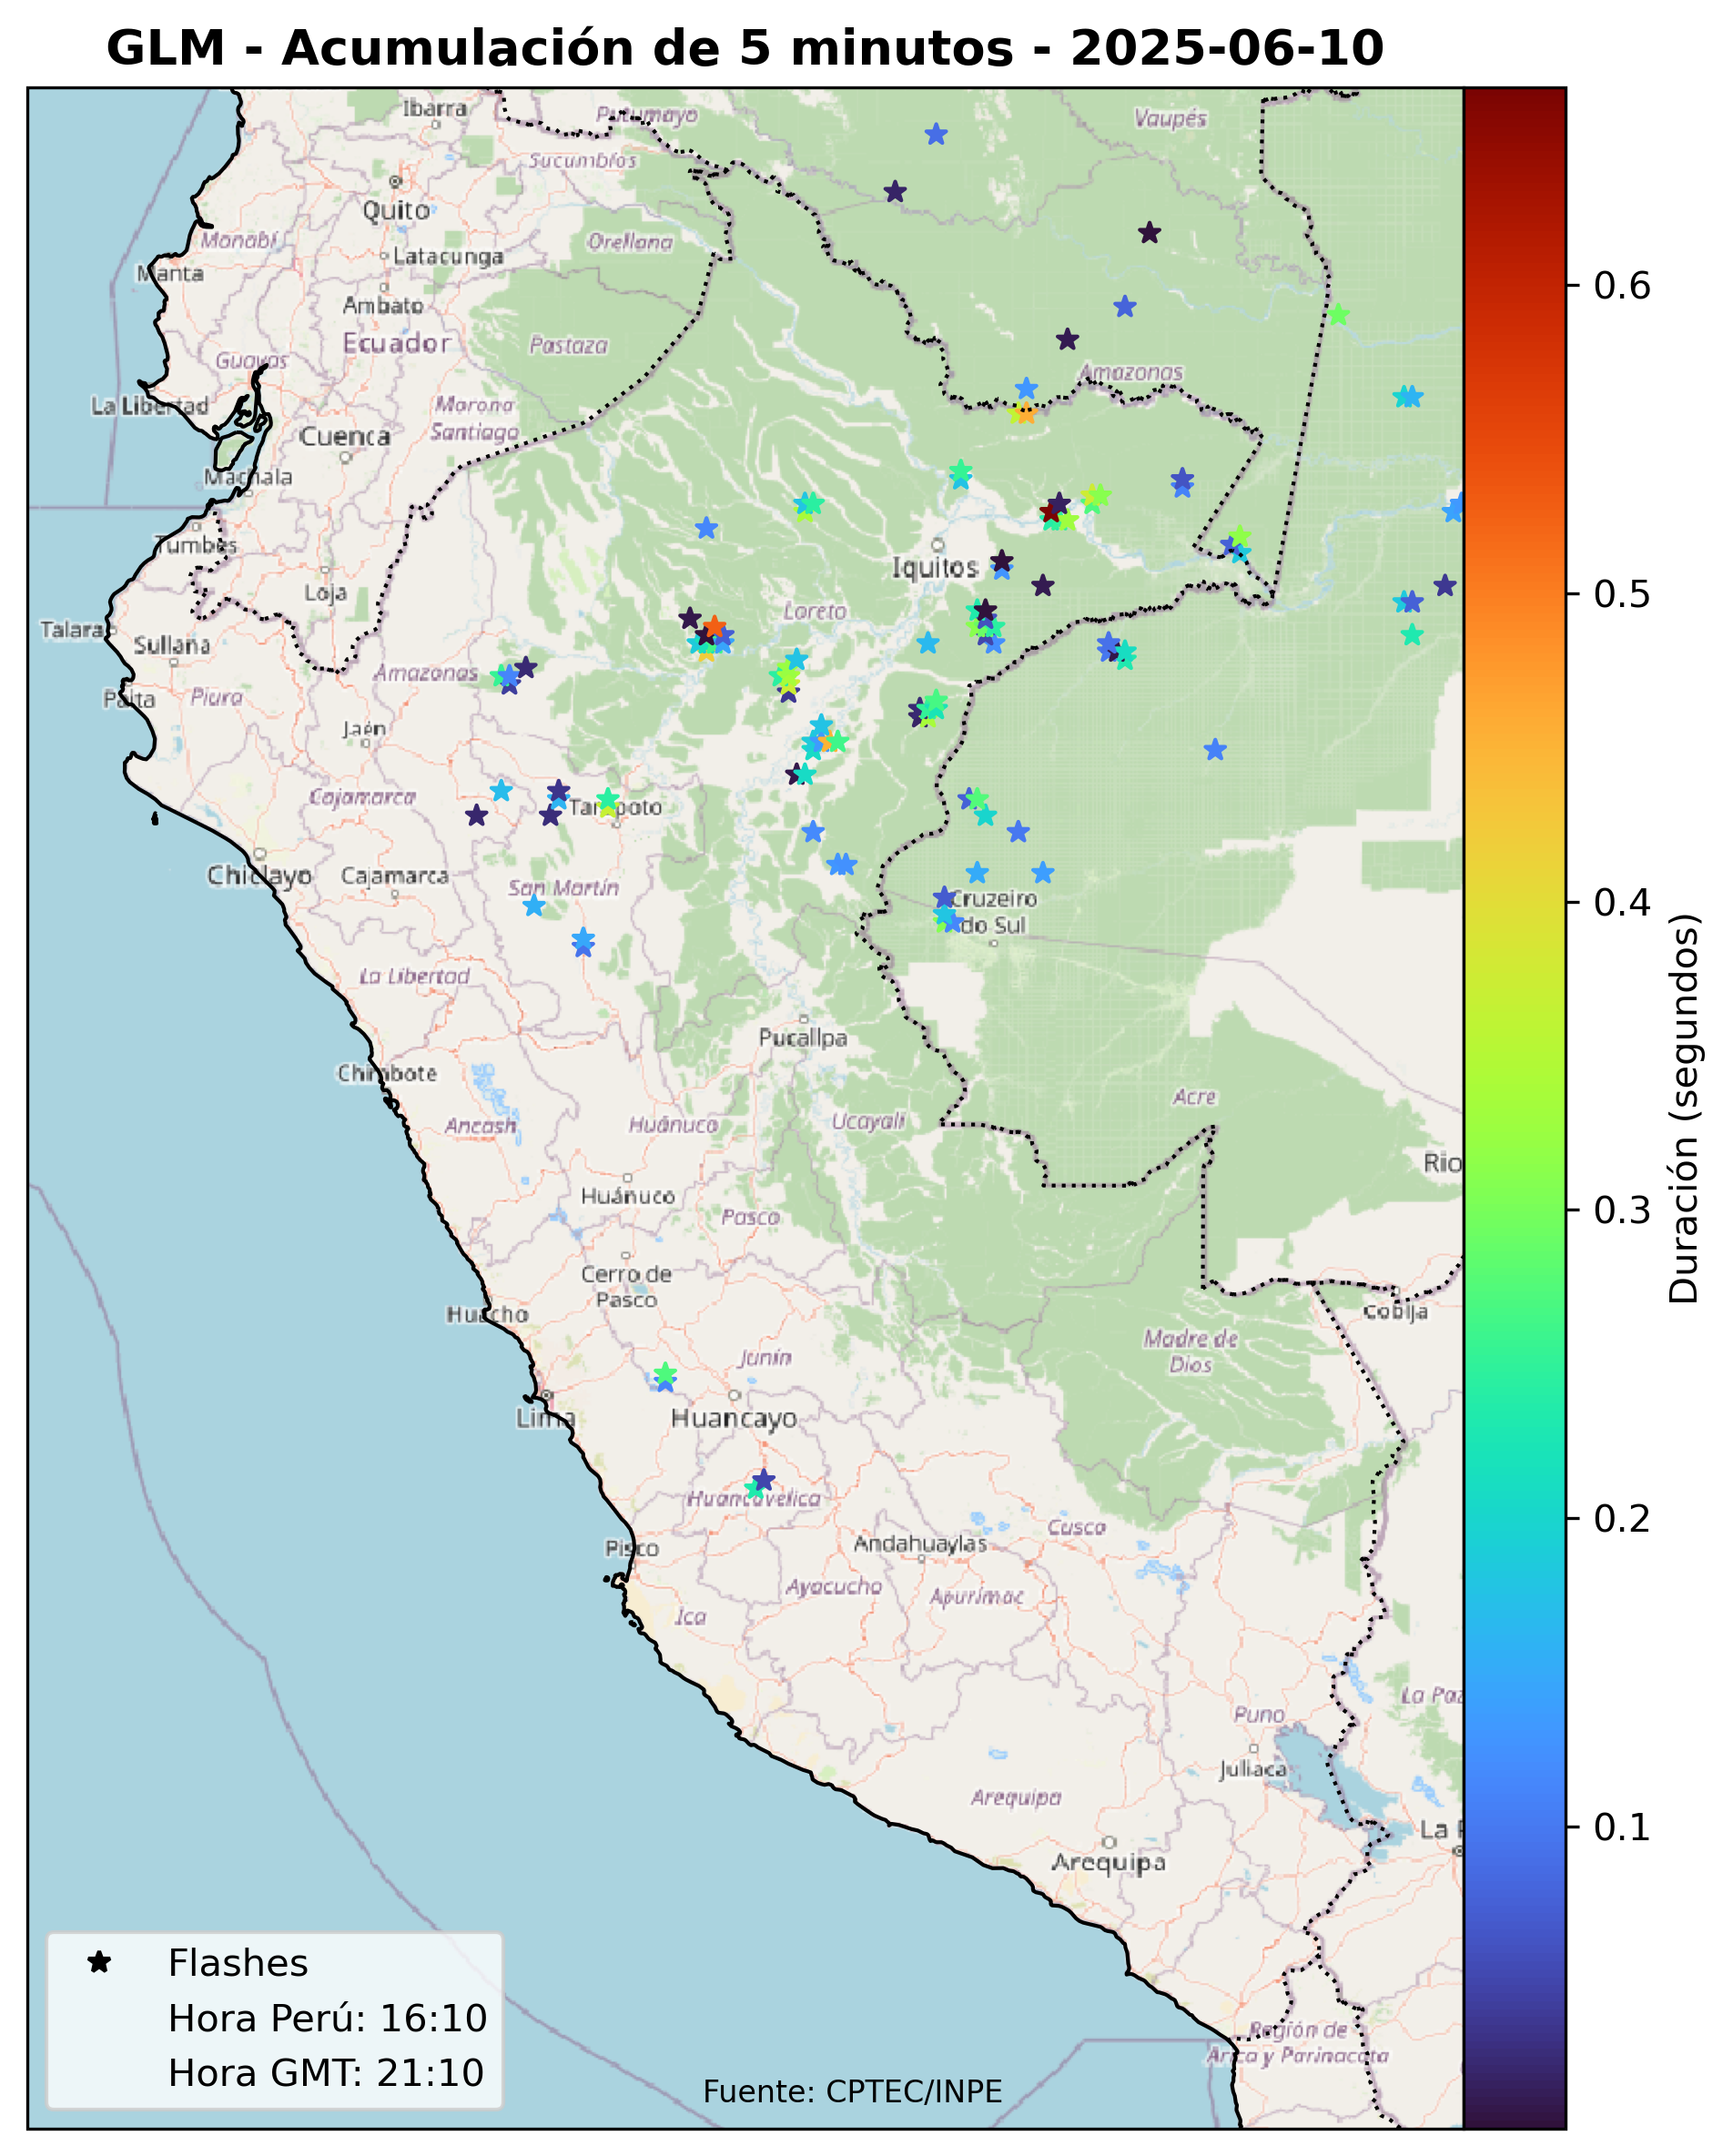 GLM - Acumulación de 5 minutos - 2025-06-10
Ibarra
Putumayo
Vaupés
Sucumbíos
Quito
Manabí
Orellana
Latacunga
Manta
Ambato
Ecuador
Pastaza
Guayas
Amazonas
La Libertad
Morona
Santiago
Cuenca
Machala
Tumbes
Iquitos
Loja
Loreto
Talara
Sullana
Amazonas
Paita
Piura
Jaén
Cajamarca
Tarapoto
Chiclayo
Cajamarca
San Martín
Cruzeiro
do Sul
La Libertad
Pucallpa
Chimbote
Acre
Ancash
Huánuco
Ucayali
Rio
Huánuco
Pasco
Cerro de
Pasco
Huacho
Cobija
Madre de
Dios
Junín
Lima
Huancayo
Huancavelica
Cusco
Pisco
Andahuaylas
Ayacucho
Apurímac
Ica
La Paz
Puno
Juliaca
Arequipa
La P
Arequipa
Región de
Arica y Parinacota
Flashes
Hora Perú: 16:10
Hora GMT: 21:10
Fuente: CPTEC/INPE
0.6
0.5
0.4
0.3
0.2
0.1
Duración (segundos)